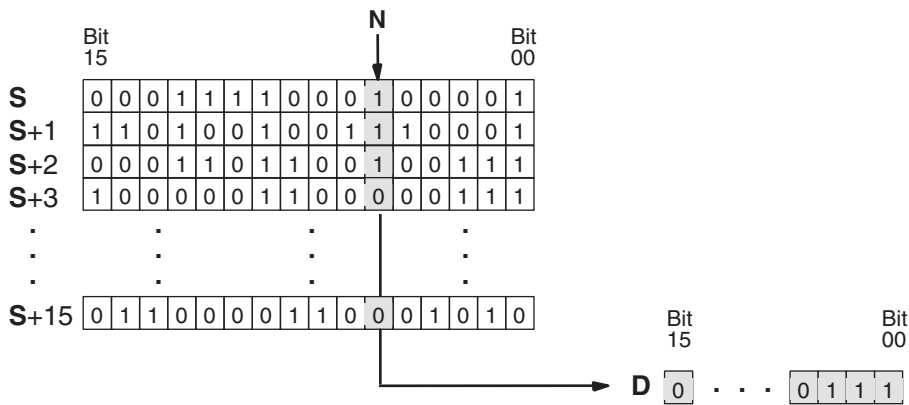 N
Bit Bit
15 00
S 0 0 0 1 1 1 1 0 0 0 1 0 0 0 0 1
S+1 1 1 0 1 0 0 1 0 0 1 1 1 0 0 0 1
S+2 0 0 0 1 1 0 1 1 0 0 1 0 0 1 1 1
S+3 1 0 0 0 0 0 1 1 0 0 0 0 0 1 1 1
S+15 0 1 1 0 0 0 0 1 1 0 0 0 1 0 1 0
Bit Bit
15 00
D 0 . . . 0 1 1 1